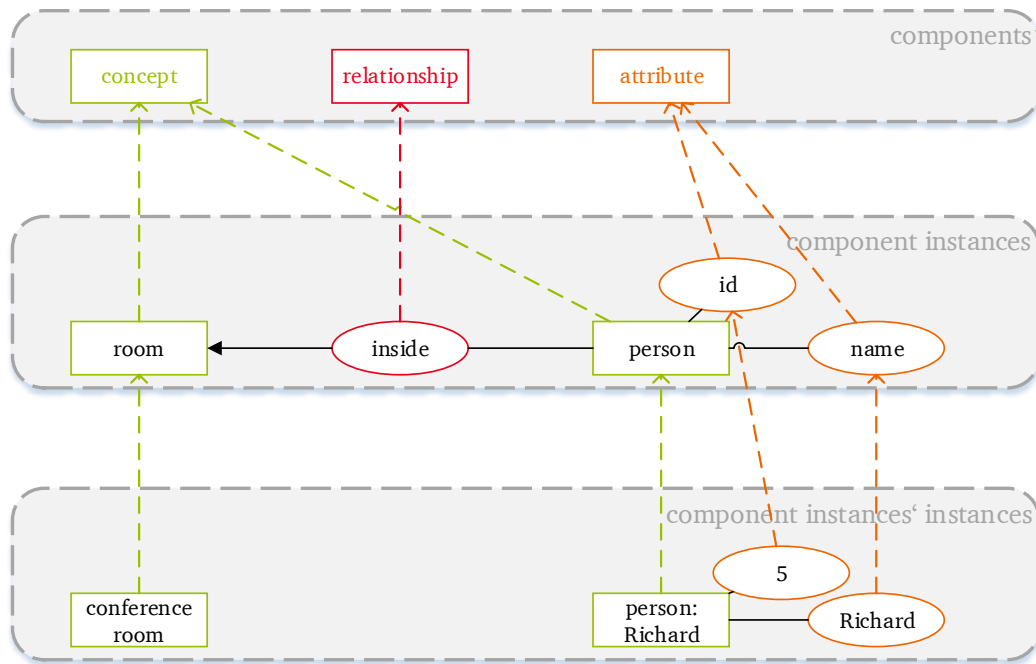 components
concept
relationship
attribute
component instances
id
room
inside
person
name
component instances‘ instances
5
conference
room
person:
Richard
Richard